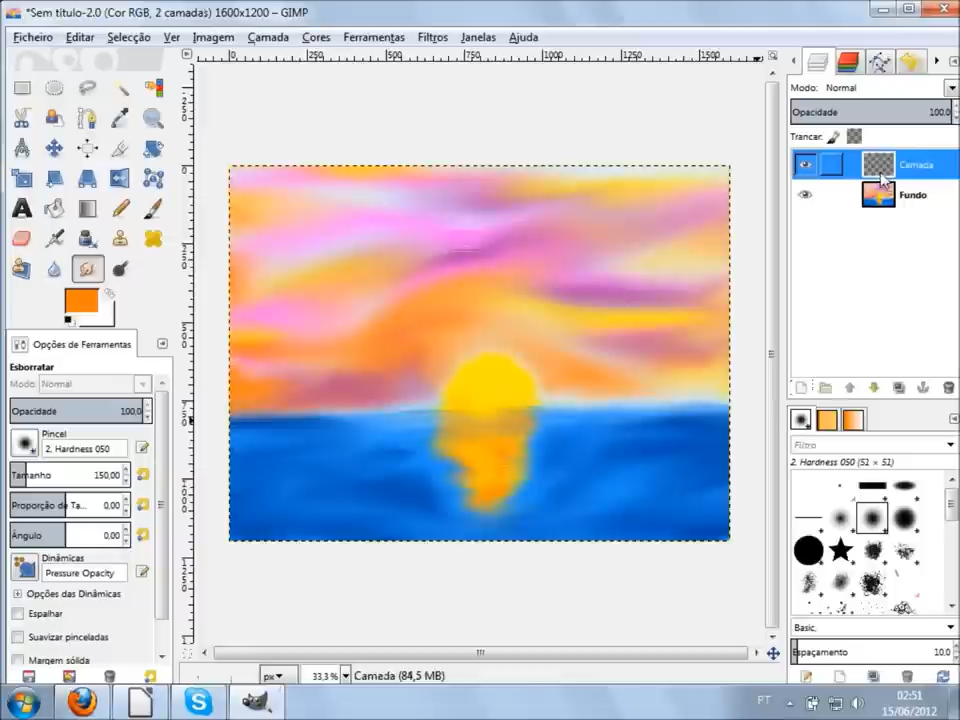 *Sem título-2.0 (Cor RGB, 2 camadas) 1600x1200 – GIMP
Ficheiro Editar Selecção Ver Imagem Camada Cores Ferramentas Filtros Janelas Ajuda
0 250 500 750 1000 1250 1500
Modo: Normal
Opacidade 100,0
Trancar:
Camada
Fundo
Opções de Ferramentas
Esborratar
Modo: Normal
Opacidade 100,0
Pincel
2. Hardness 050
Tamanho 150,00
Proporção de Ta... 0,00
Ângulo 0,00
Dinâmicas
Pressure Opacity
Opções das Dinâmicas
Espalhar
Suavizar pinceladas
Margem sólida
Filtro
2. Hardness 050 (51 × 51)
Basic,
Espaçamento 10,0
px 33,3 % Camada (84,5 MB)
PT
02:51
15/06/2012